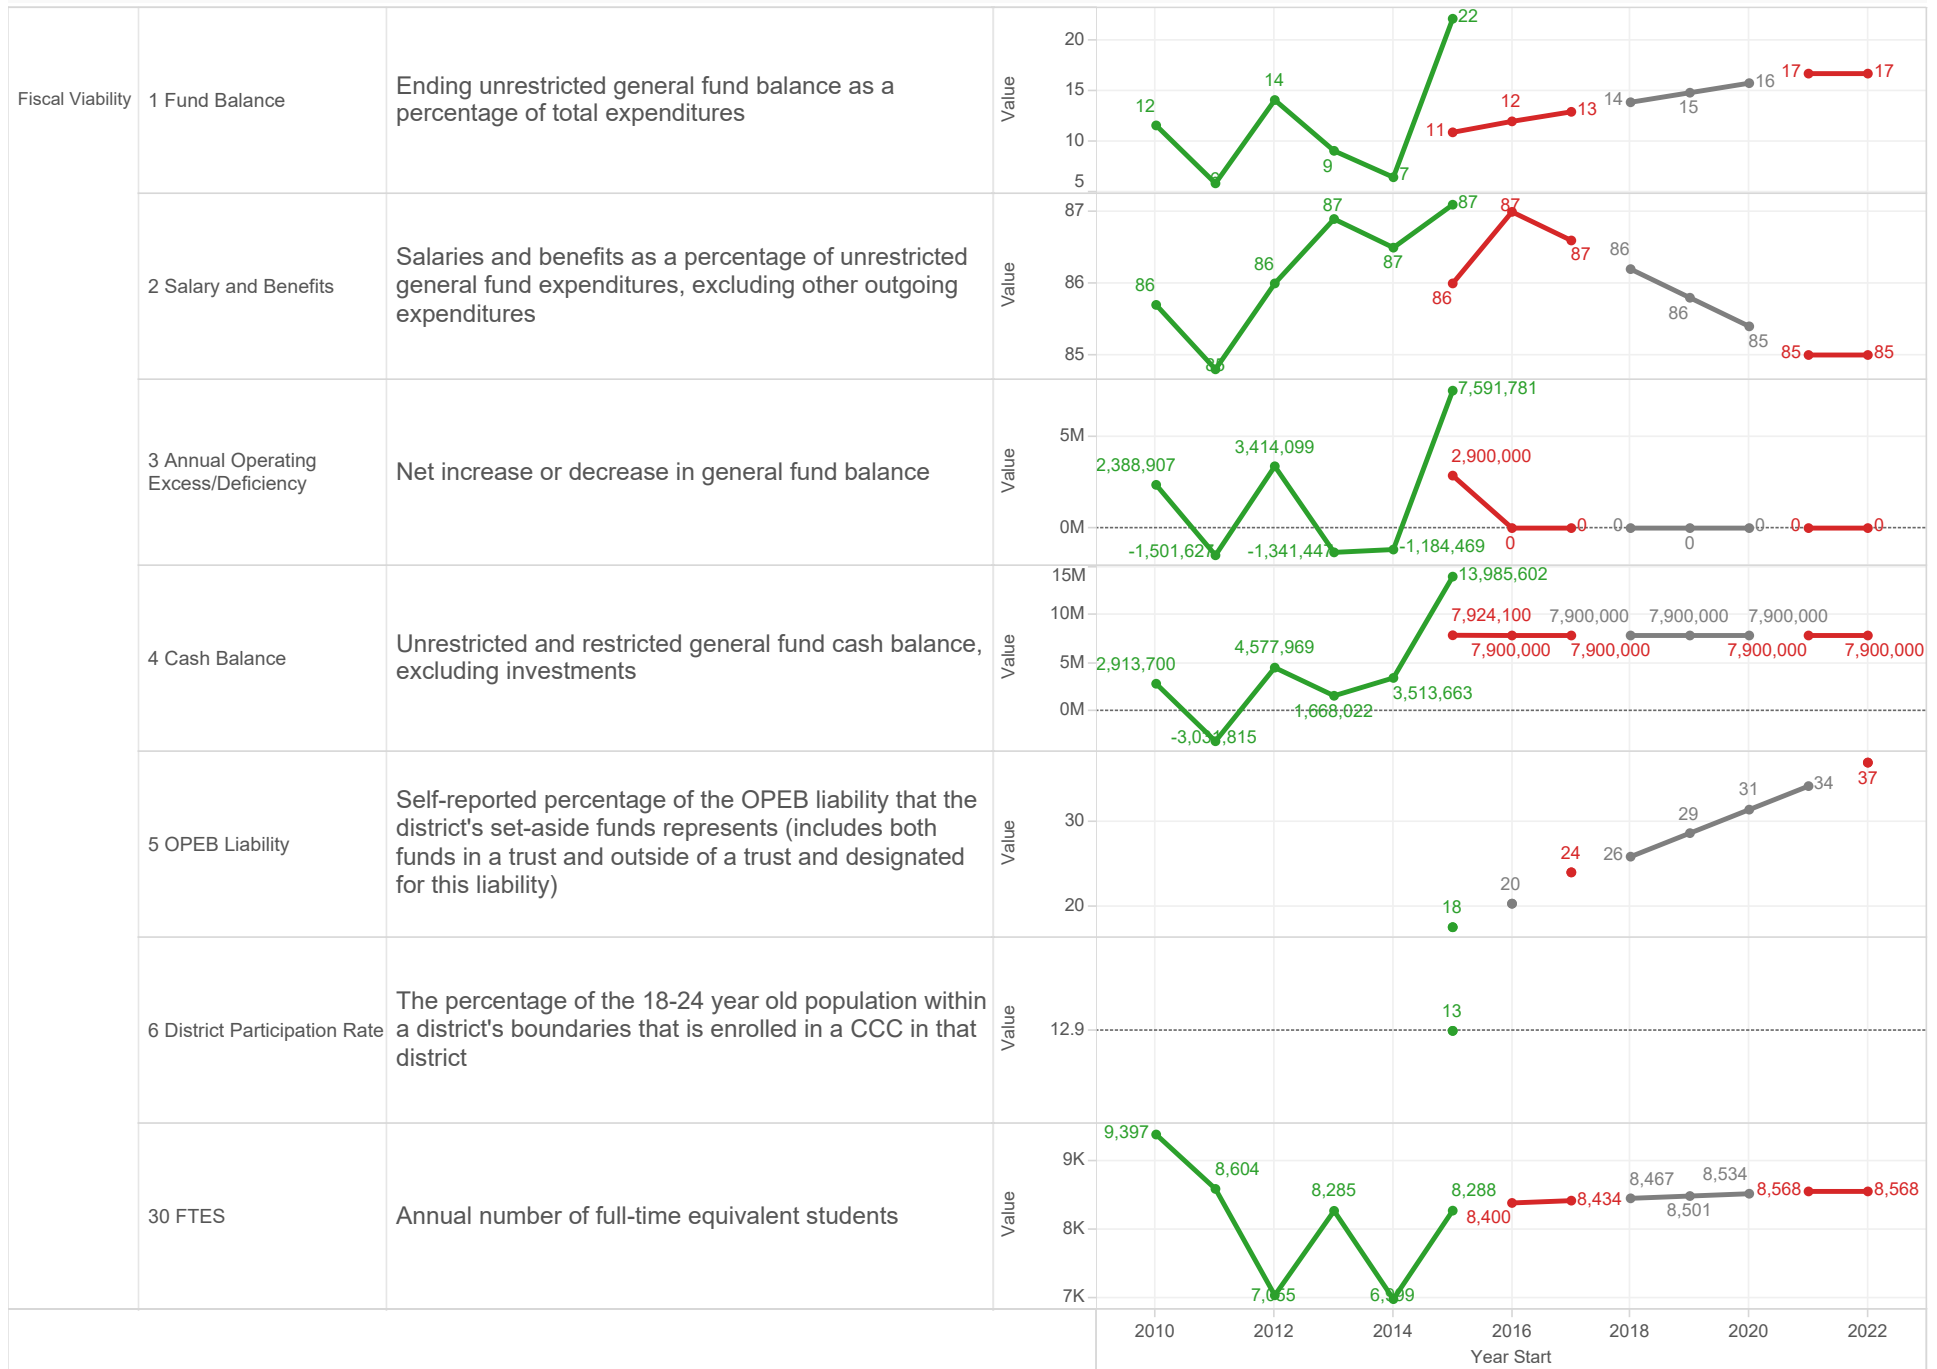 Fiscal Viability
1 Fund Balance
Ending unrestricted general fund balance as a
percentage of total expenditures
Value
20
15
10
5
12
14
9
7
22
11
12
13
14
15
16
17
17
2 Salary and Benefits
Salaries and benefits as a percentage of unrestricted
general fund expenditures, excluding other outgoing
expenditures
Value
87
86
85
86
86
87
87
87
86
87
87
86
86
85
85
85
3 Annual Operating
Excess/Deficiency
Net increase or decrease in general fund balance
Value
5M
0M
2,388,907
-1,501,627
3,414,099
-1,341,447
-1,184,469
7,591,781
2,900,000
0
0
0
0
0
0
0
4 Cash Balance
Unrestricted and restricted general fund cash balance,
excluding investments
Value
15M
10M
5M
0M
2,913,700
4,577,969
1,668,022
3,513,663
13,985,602
7,924,100
7,900,000
7,900,000
7,900,000
7,900,000
7,900,000
7,900,000
7,900,000
5 OPEB Liability
Self-reported percentage of the OPEB liability that the
district's set-aside funds represents (includes both
funds in a trust and outside of a trust and designated
for this liability)
Value
30
20
18
20
24
26
29
31
34
37
6 District Participation Rate
The percentage of the 18-24 year old population within
a district's boundaries that is enrolled in a CCC in that
district
Value
12.9
13
30 FTES
Annual number of full-time equivalent students
Value
9K
8K
7K
9,397
8,604
8,285
8,288
8,400
8,434
8,467
8,501
8,534
8,568
8,568
2010
2012
2014
2016
2018
2020
2022
Year Start